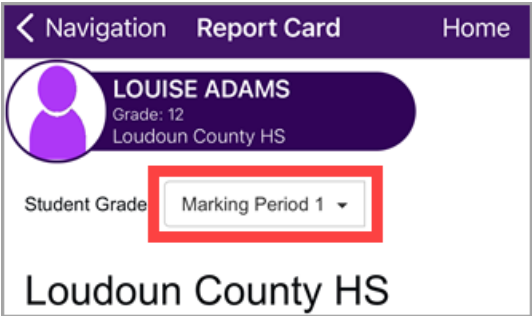 Navigation Report Card Home
LOUISE ADAMS
Grade: 12
Loudoun County HS
Student Grade Marking Period 1
Loudoun County HS